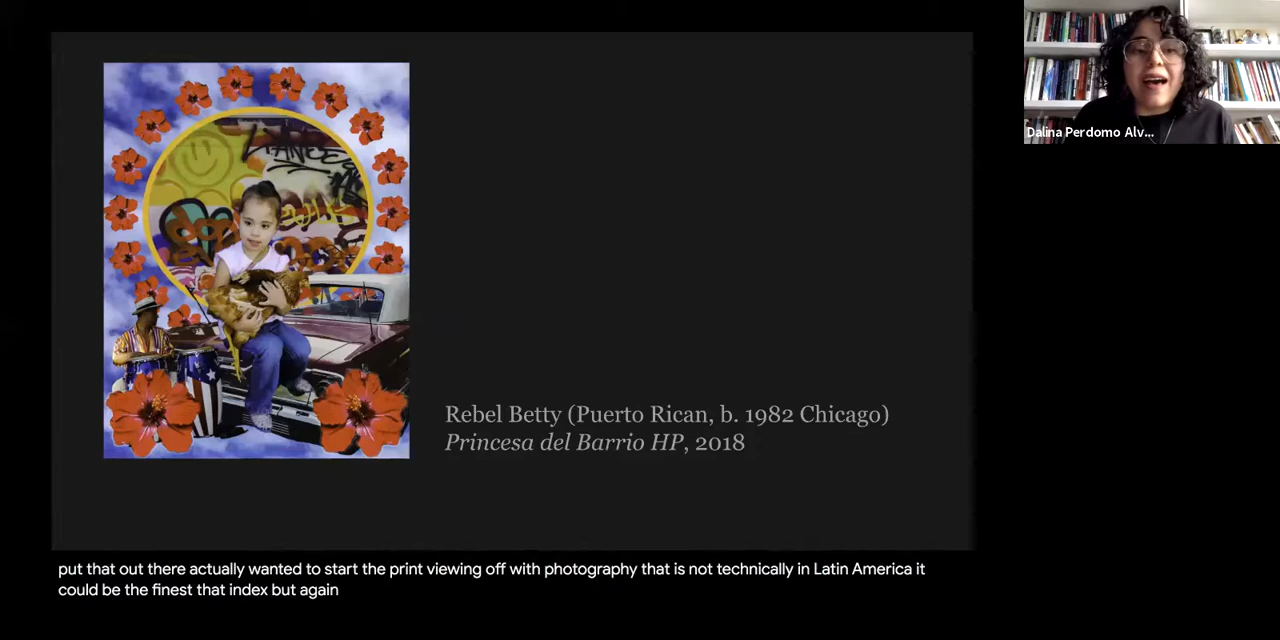 Dalina Perdomo Alv...
Rebel Betty (Puerto Rican, b. 1982 Chicago)
Princesa del Barrio HP, 2018
put that out there actually wanted to start the print viewing off with photography that is not technically in Latin America it
could be the finest that index but again